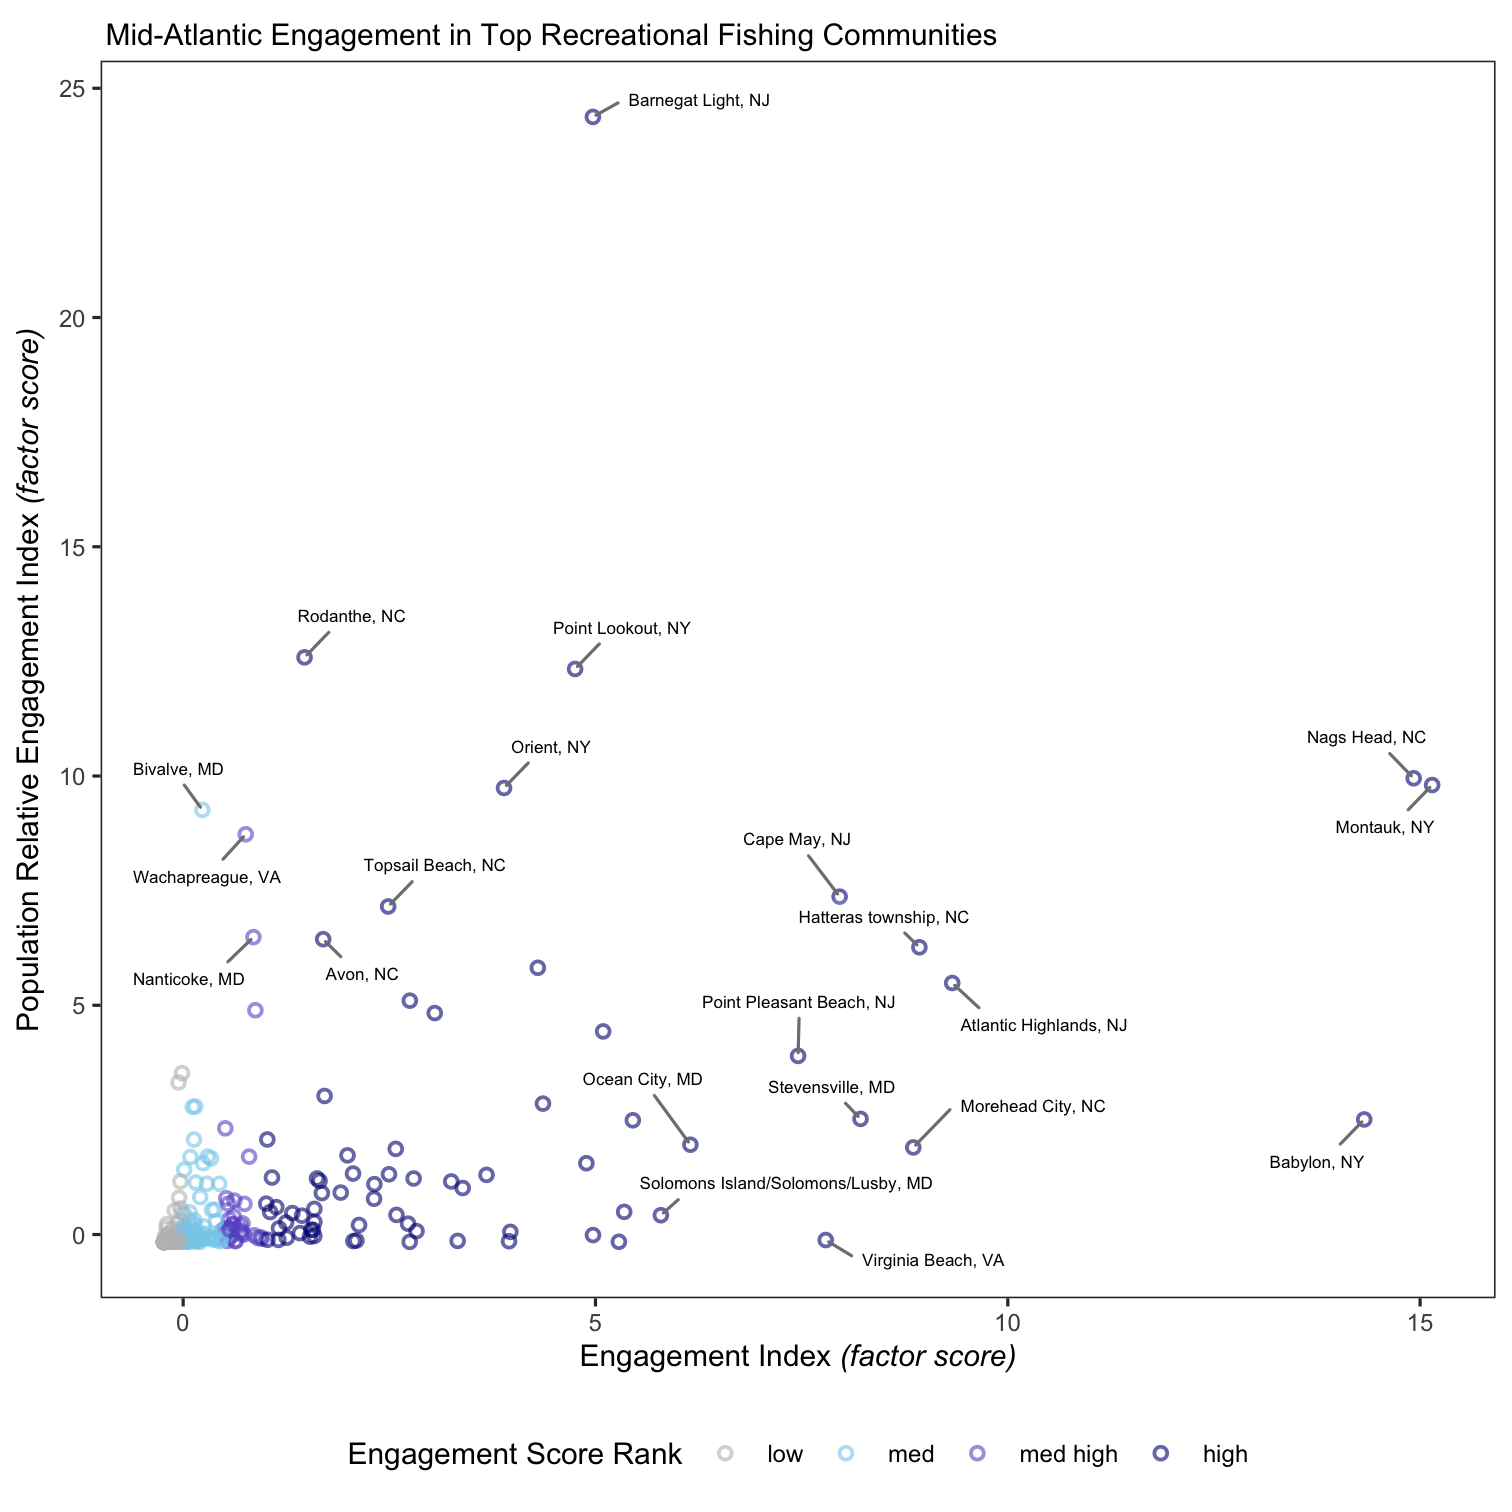 Mid-Atlantic Engagement in Top Recreational Fishing Communities
Population Relative Engagement Index (factor score)
25
20
15
10
5
0
Barnegat Light, NJ
Rodanthe, NC
Point Lookout, NY
Nags Head, NC
Orient, NY
Bivalve, MD
Montauk, NY
Cape May, NJ
Topsail Beach, NC
Wachapreague, VA
Hatteras township, NC
Avon, NC
Nanticoke, MD
Point Pleasant Beach, NJ
Atlantic Highlands, NJ
Ocean City, MD
Stevensville, MD
Morehead City, NC
Babylon, NY
Solomons Island/Solomons/Lusby, MD
Virginia Beach, VA
0
5
10
15
Engagement Index (factor score)
Engagement Score Rank
low
med
med high
high